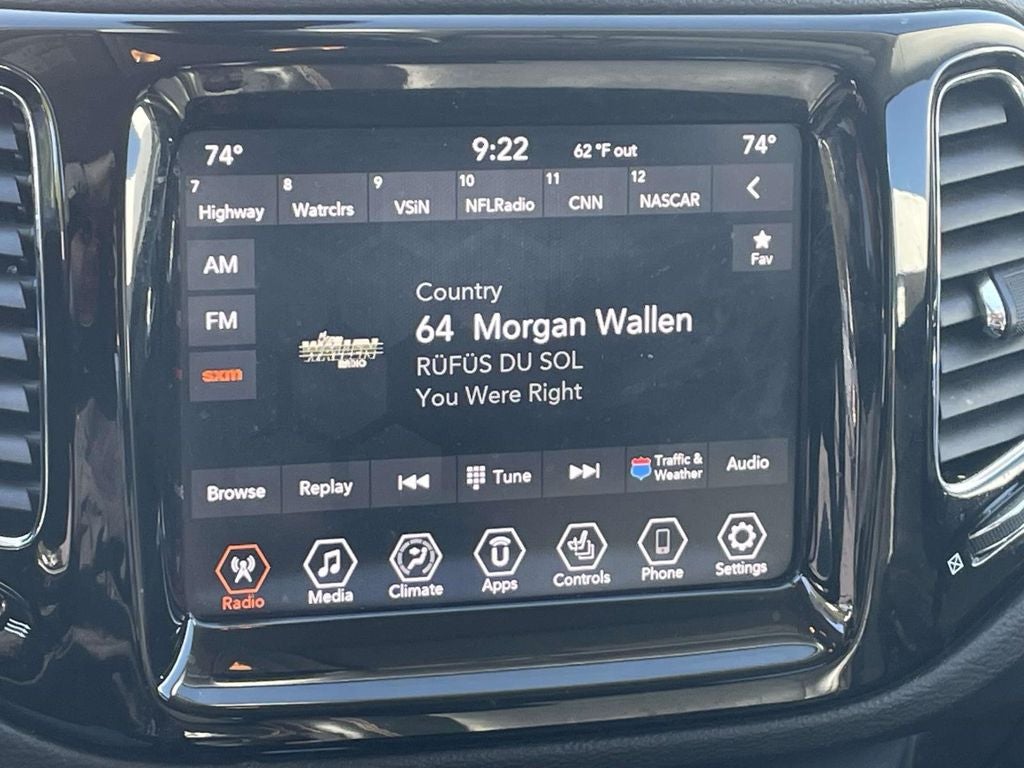 74° 9:22 62 °F out 74°
7 8 9 10 11 12
Highway Watrclrs VSiN NFLRadio CNN NASCAR
AM
Fav
Country
FM
64 Morgan Wallen
WALLEN
RADIO
RÜFÜS DU SOL
sxm
You Were Right
Browse Replay Tune Traffic & Weather Audio
Radio Media Climate Apps Controls Phone Settings